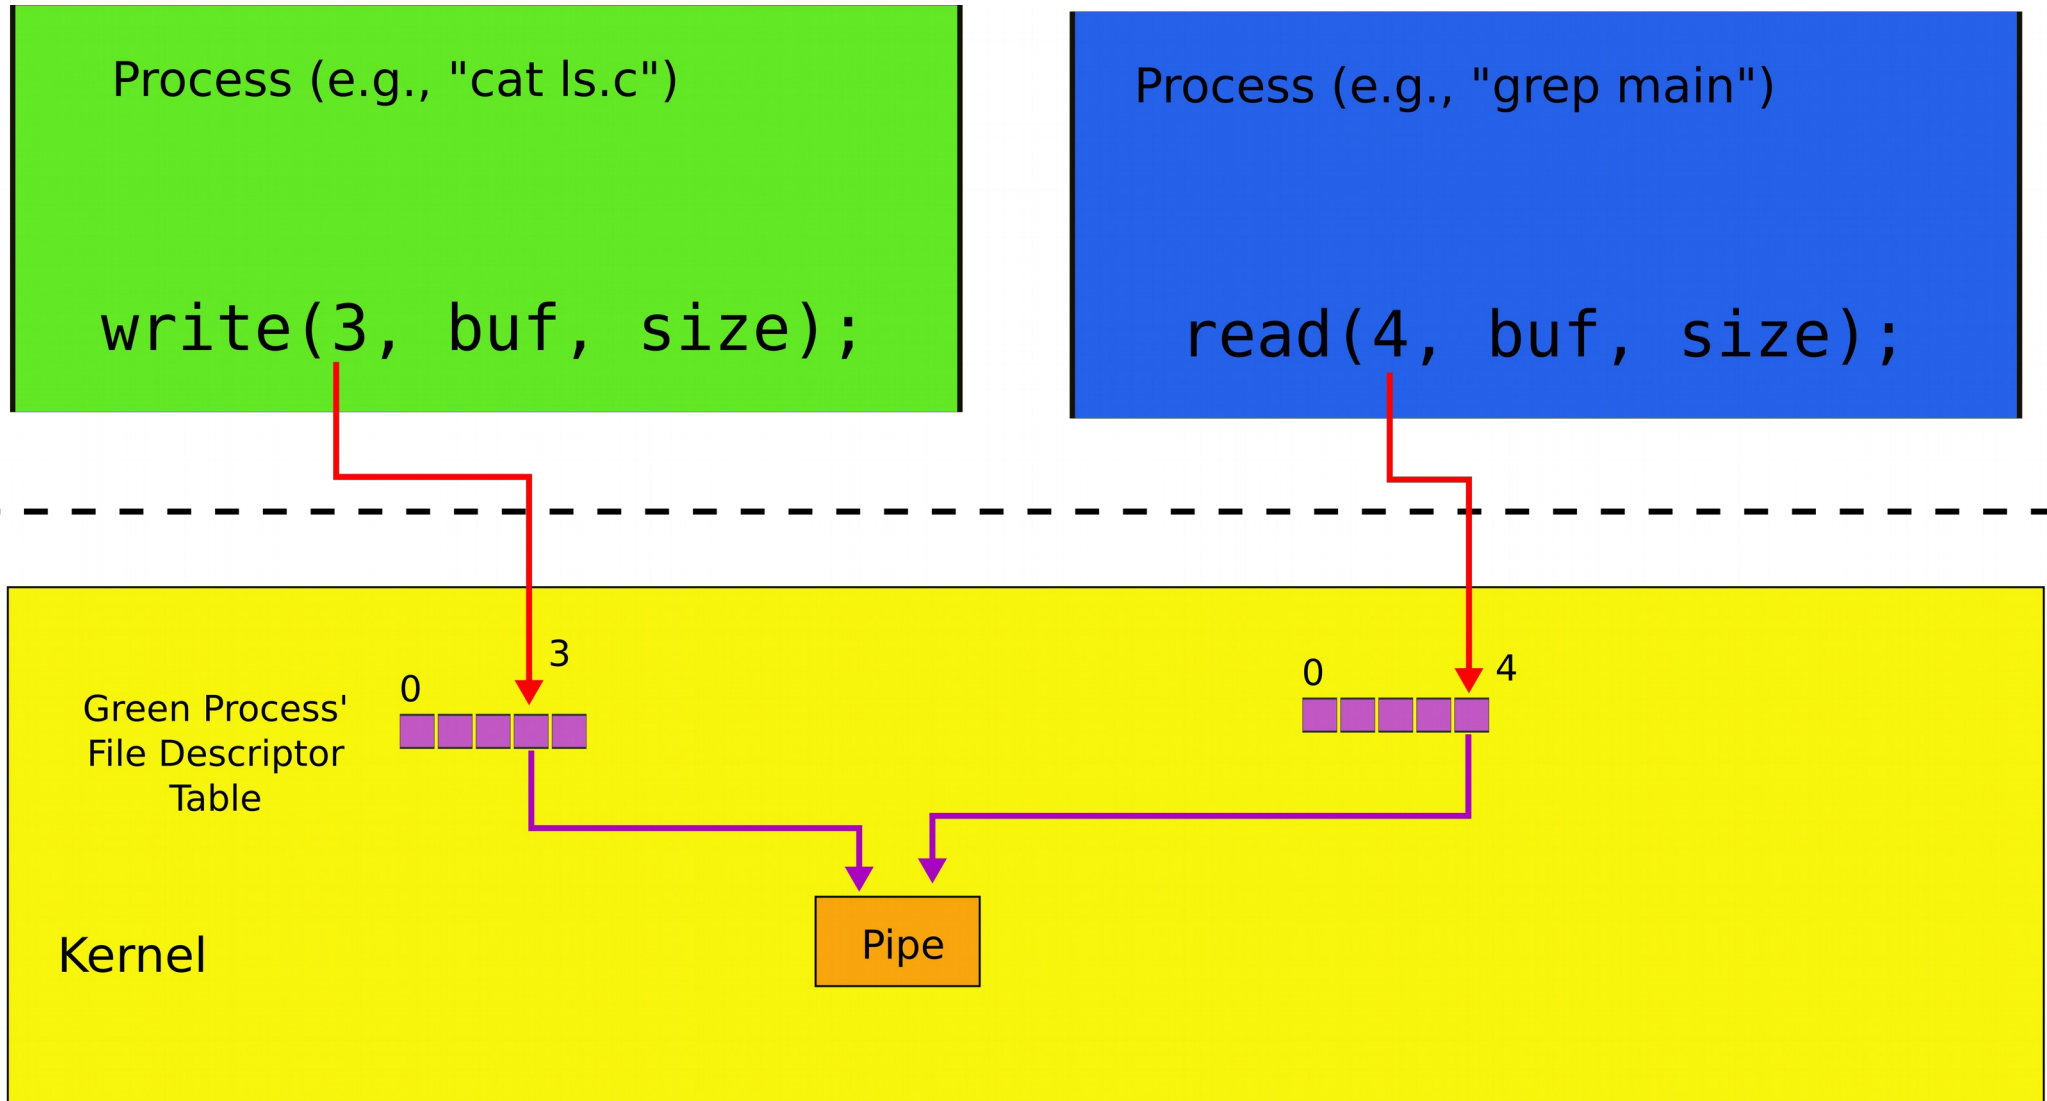 Process (e.g., "cat ls.c")
write(3, buf, size);
Process (e.g., "grep main")
read(4, buf, size);
0
3
Green Process'
File Descriptor
Table
0
4
Kernel
Pipe